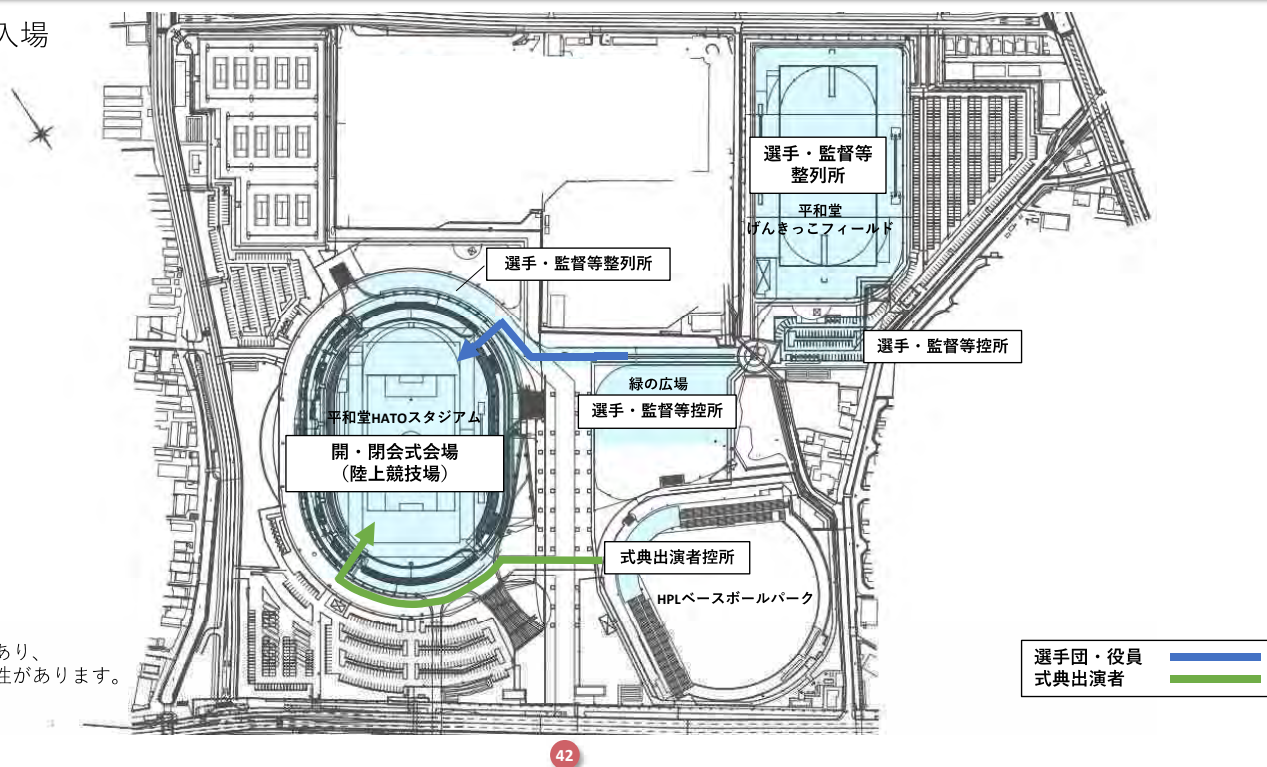 入場
選手・監督等
整列所
平和堂
げんきっこフィールド
選手・監督等整列所
選手・監督等控所
緑の広場
選手・監督等控所
平和堂HATOスタジアム
開・閉会式会場
（陸上競技場）
式典出演者控所
HPLベースボールパーク
あり、
性があります。
選手団・役員
式典出演者
42